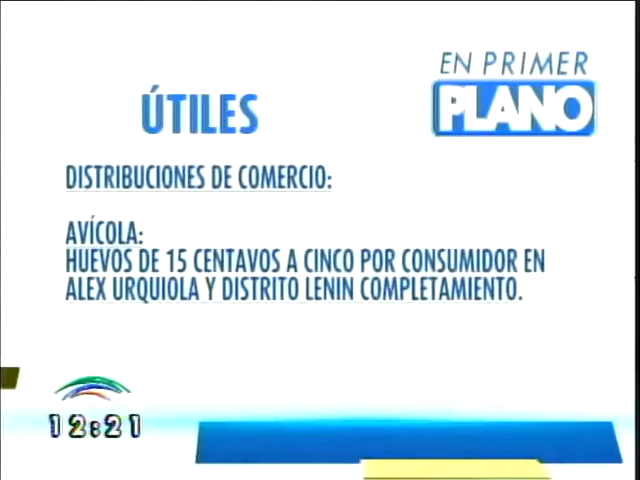 EN PRIMER
PLANO
ÚTILES
DISTRIBUCIONES DE COMERCIO:
AVÍCOLA:
HUEVOS DE 15 CENTAVOS A CINCO POR CONSUMIDOR EN
ALEX URQUIOLA Y DISTRITO LENIN COMPLETAMIENTO.
12:21